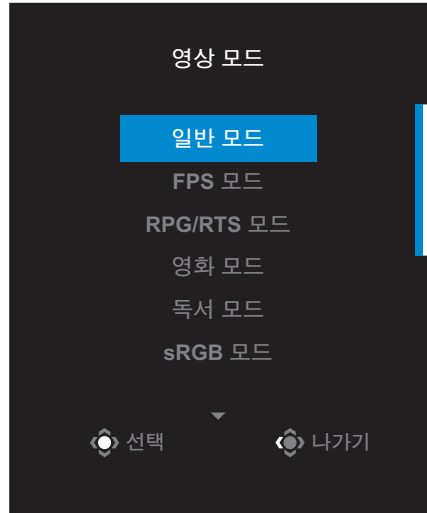 영상 모드
일반 모드
FPS 모드
RPG/RTS 모드
영화 모드
독서 모드
sRGB 모드
선택 나가기